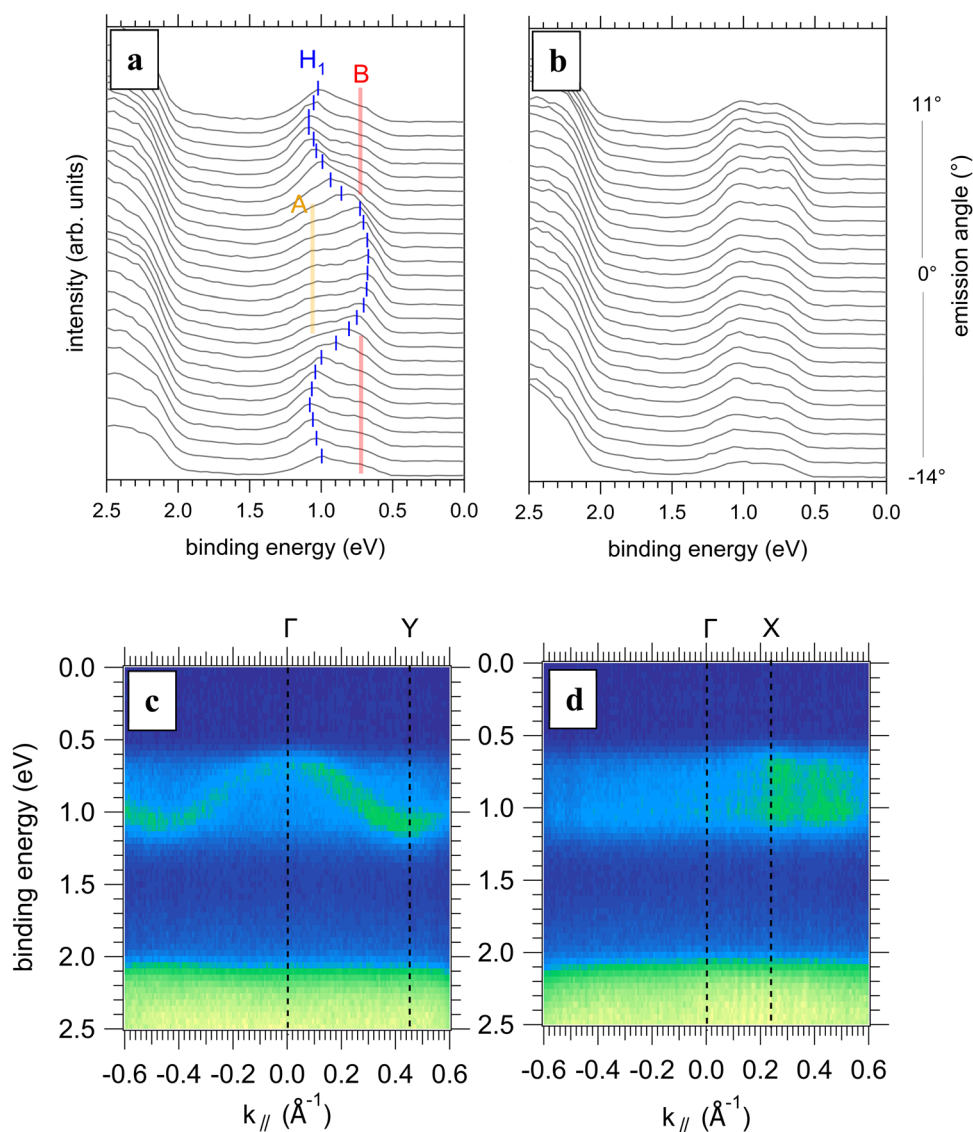 a
H1
B
A
intensity (arb. units)
2.5 2.0 1.5 1.0 0.5 0.0
binding energy (eV)
b
11°
0°
-14°
emission angle (°)
2.5 2.0 1.5 1.0 0.5 0.0
binding energy (eV)
Γ Y
c
0.0
0.5
1.0
1.5
2.0
2.5
binding energy (eV)
-0.6 -0.4 0.0 0.2 0.4 0.6
k// (Å-1)
Γ X
d
0.0
0.5
1.0
1.5
2.0
2.5
-0.6 -0.4 0.0 0.2 0.4 0.6
k// (Å-1)